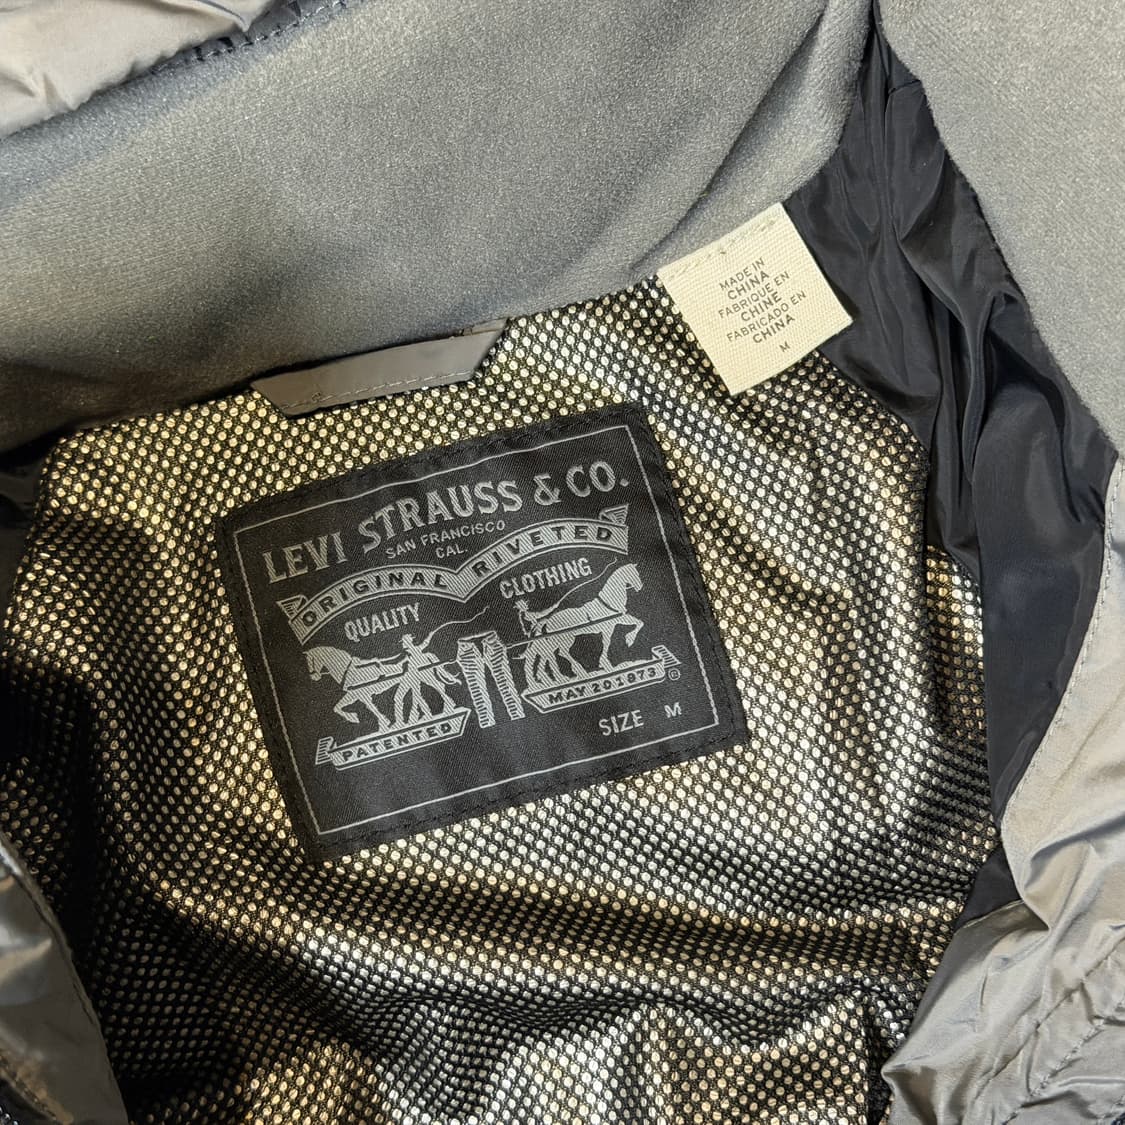 MADE IN
CHINA
FABRIQUE EN
CHINE
FABRICADO EN
CHINA
M
LEVI STRAUSS & CO.
SAN FRANCISCO
CAL.
ORIGINAL RIVETED
QUALITY CLOTHING
PATENTED MAY 20.1873 ®
SIZE M